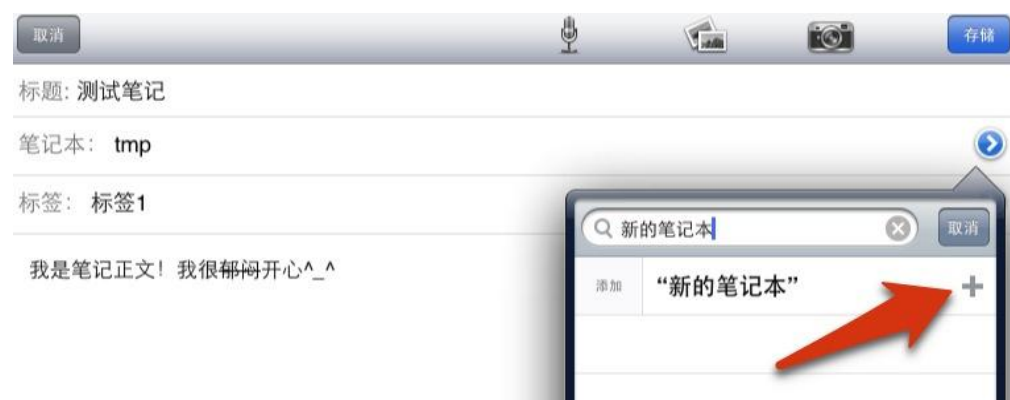 取消
存储
标题: 测试笔记
笔记本: tmp
标签: 标签1
新的笔记本
取消
我是笔记正文！我很郁闷开心^_^
添加 “新的笔记本”